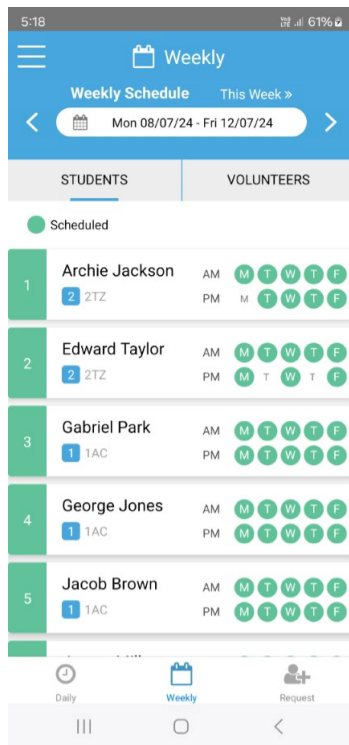 5:18 61%
Weekly
Weekly Schedule This Week »
Mon 08/07/24 - Fri 12/07/24
STUDENTS VOLUNTEERS
Scheduled
1 Archie Jackson AM M T W T F
2 2TZ PM M T W T F
2 Edward Taylor AM M T W T F
2 2TZ PM M T W T F
3 Gabriel Park AM M T W T F
1 1AC PM M T W T F
4 George Jones AM M T W T F
1 1AC PM M T W T F
5 Jacob Brown AM M T W T F
1 1AC PM M T W T F
Daily Weekly Request